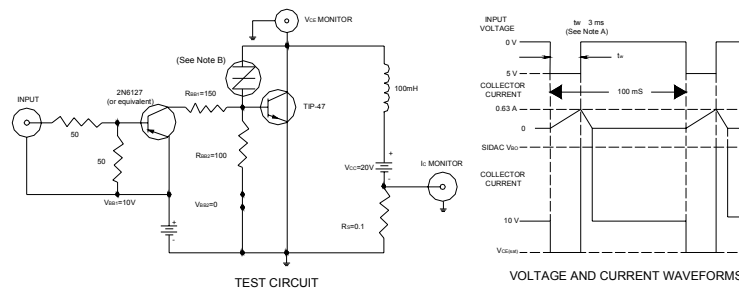 VCE MONITOR
(See Note B)
2N6127
(or equivalent)
RBB1=150
INPUT
TIP-47
100mH
50
50
RBB2=100
VCC=20V
+
-
IC MONITOR
VBB1=10V
VBB2=0
+
-
RS=0.1
TEST CIRCUIT
INPUT
VOLTAGE
tw 3 ms
(See Note A)
0 V
tw
5 V
COLLECTOR
CURRENT
100 mS
0.63 A
0
SIDAC VBO
COLLECTOR
CURRENT
10 V
VCE(sat)
VOLTAGE AND CURRENT WAVEFORMS